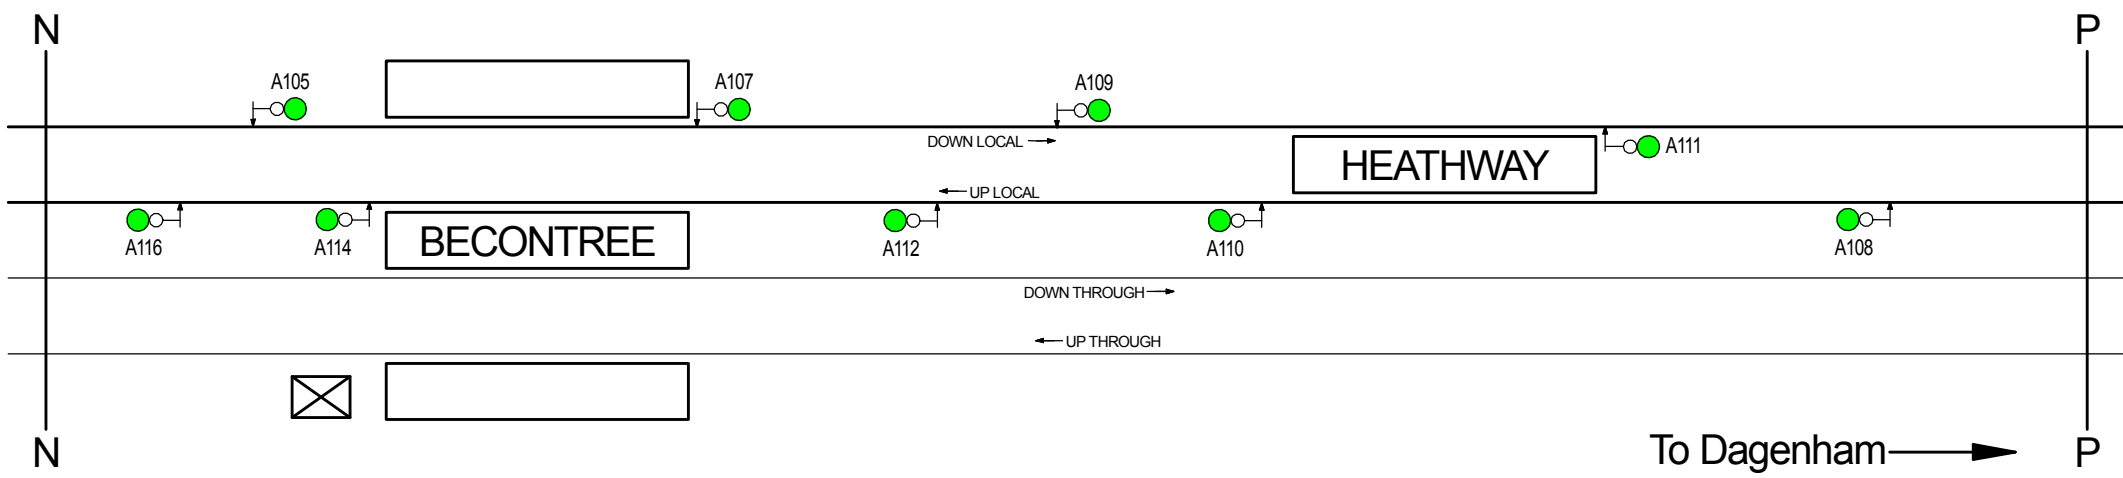 N
P
A105
A107
A109
DOWN LOCAL
HEATHWAY
A111
UP LOCAL
A116
A114
BECONTREE
A112
A110
A108
DOWN THROUGH
UP THROUGH
N
To Dagenham
P